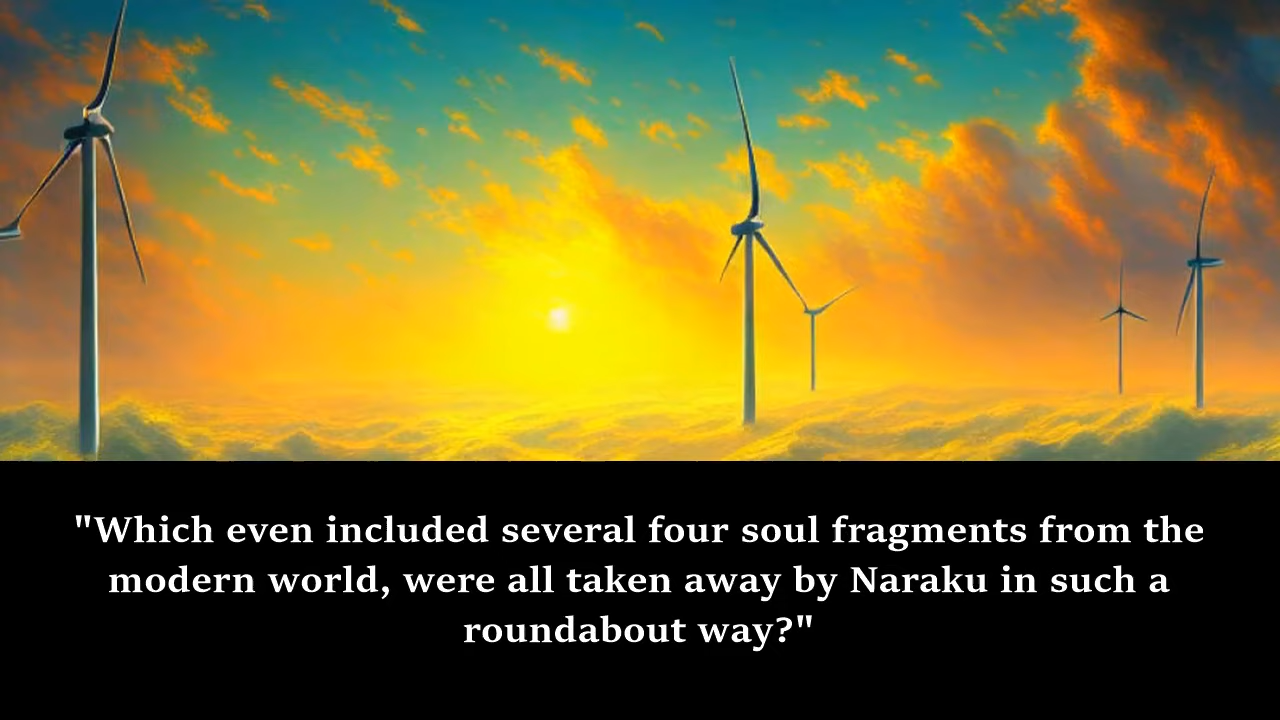 "Which even included several four soul fragments from the
modern world, were all taken away by Naraku in such a
roundabout way?"